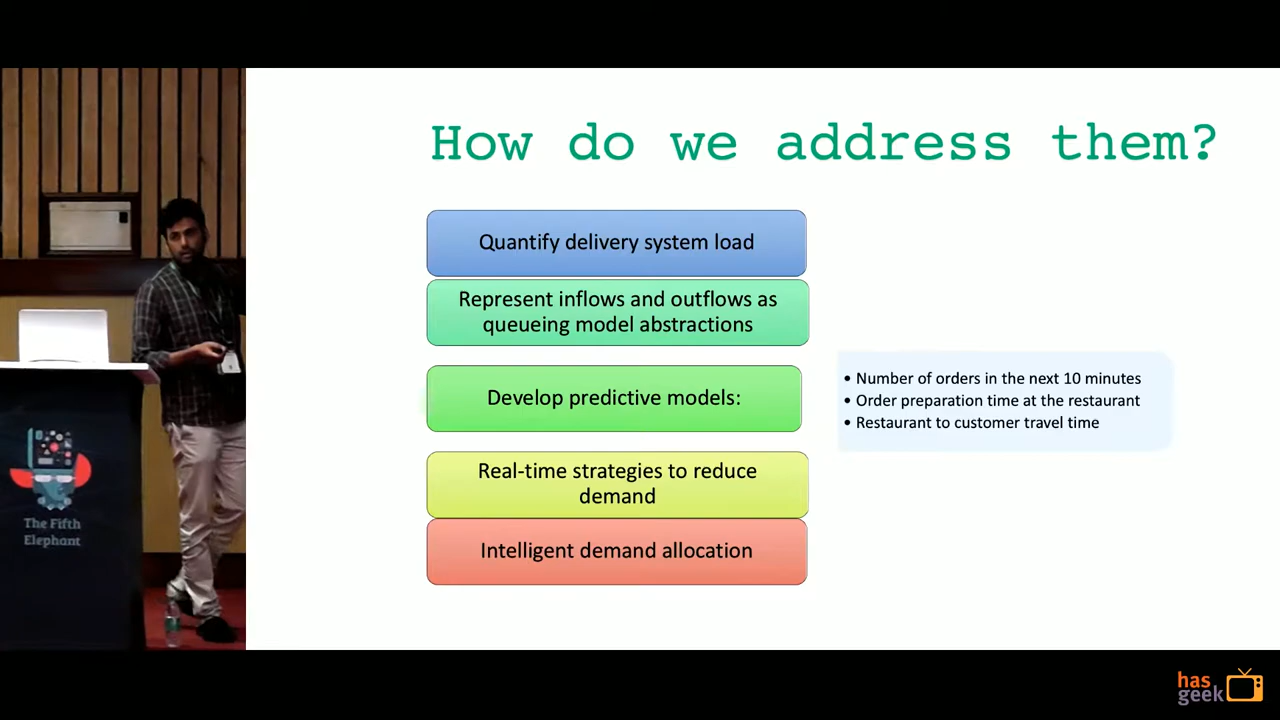 How do we address them?
Quantify delivery system load
Represent inflows and outflows as
queueing model abstractions
Develop predictive models:
• Number of orders in the next 10 minutes
• Order preparation time at the restaurant
• Restaurant to customer travel time
Real-time strategies to reduce
demand
Intelligent demand allocation
The Fifth
Elephant
has
geek